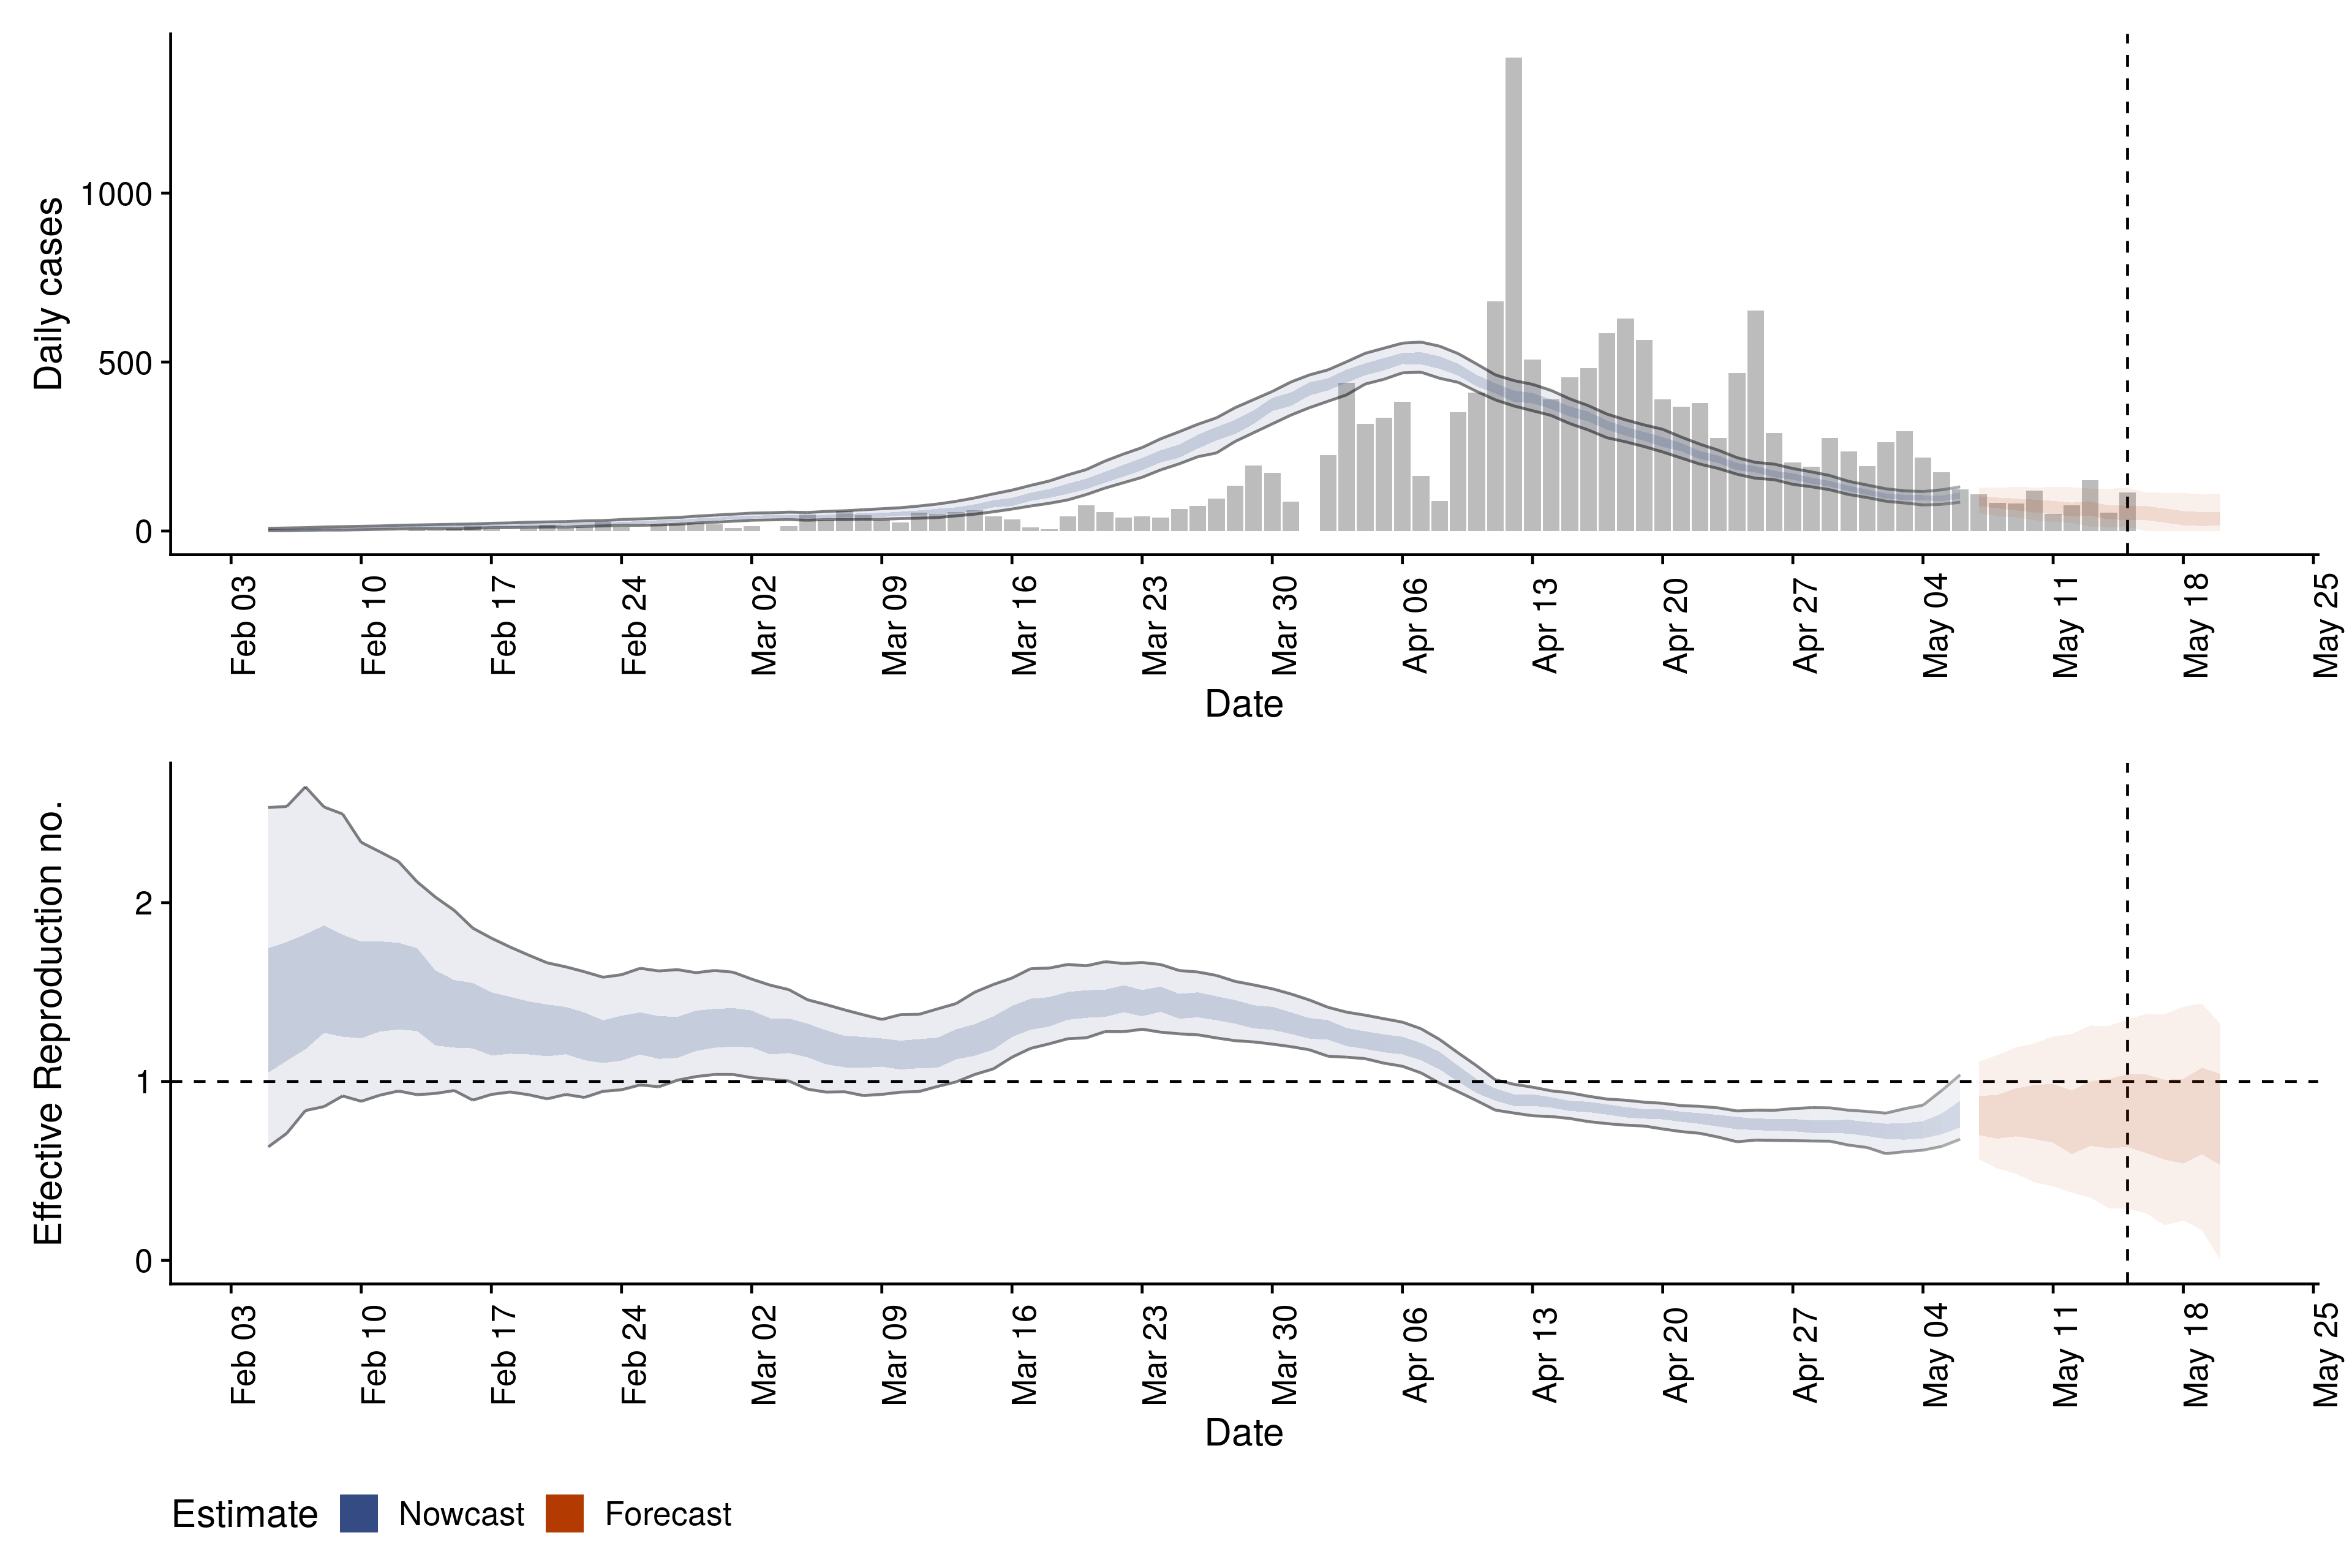 Daily cases
1000
500
0
Feb 03 Feb 10 Feb 17 Feb 24 Mar 02 Mar 09 Mar 16 Mar 23 Mar 30 Apr 06 Apr 13 Apr 20 Apr 27 May 04 May 11 May 18 May 25
Date
Effective Reproduction no.
2
1
0
Feb 03 Feb 10 Feb 17 Feb 24 Mar 02 Mar 09 Mar 16 Mar 23 Mar 30 Apr 06 Apr 13 Apr 20 Apr 27 May 04 May 11 May 18 May 25
Date
Estimate Nowcast Forecast